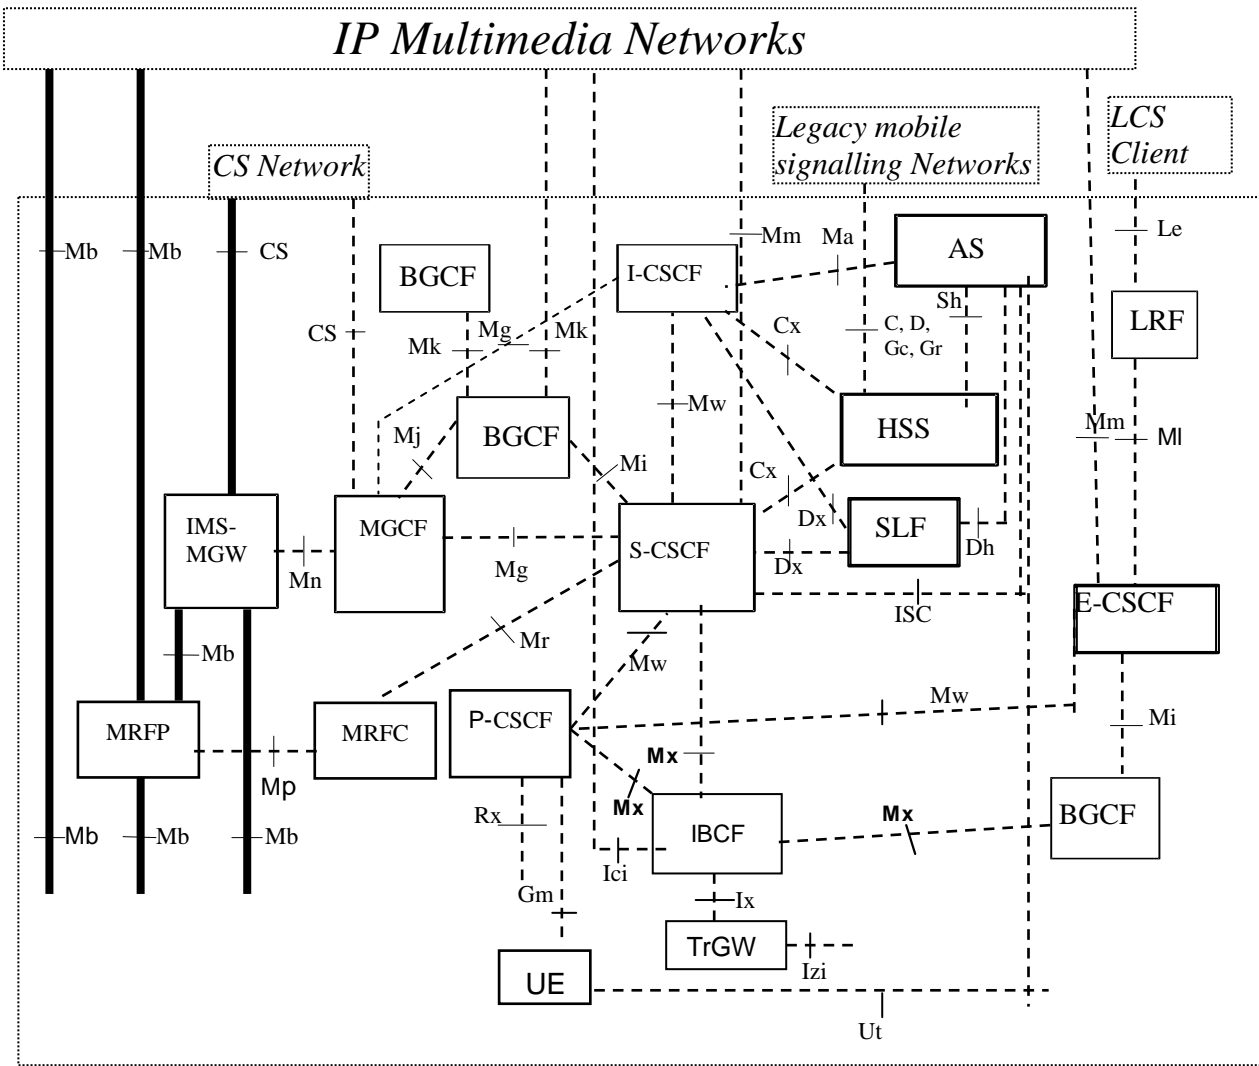 IP Multimedia Networks
Legacy mobile
signalling Networks
LCS
Client
CS Network
Mb
Mb
CS
BGCF
I-CSCF
Mm
Ma
AS
Le
Sh
LRF
CS
Mk
Mg
Mk
Cx
C, D,
Gc, Gr
Mw
Mj
BGCF
Mi
HSS
Mm
Ml
Cx
IMS-
MGW
MGCF
S-CSCF
Dx
SLF
Mn
Mg
Dx
Dh
ISC
E-CSCF
Mb
Mr
Mw
Mw
MRFP
MRFC
P-CSCF
Mi
Mx
Mp
Mx
Mx
Rx
IBCF
BGCF
Mb
Mb
Mb
Ici
Gm
Ix
TrGW
Izi
UE
Ut